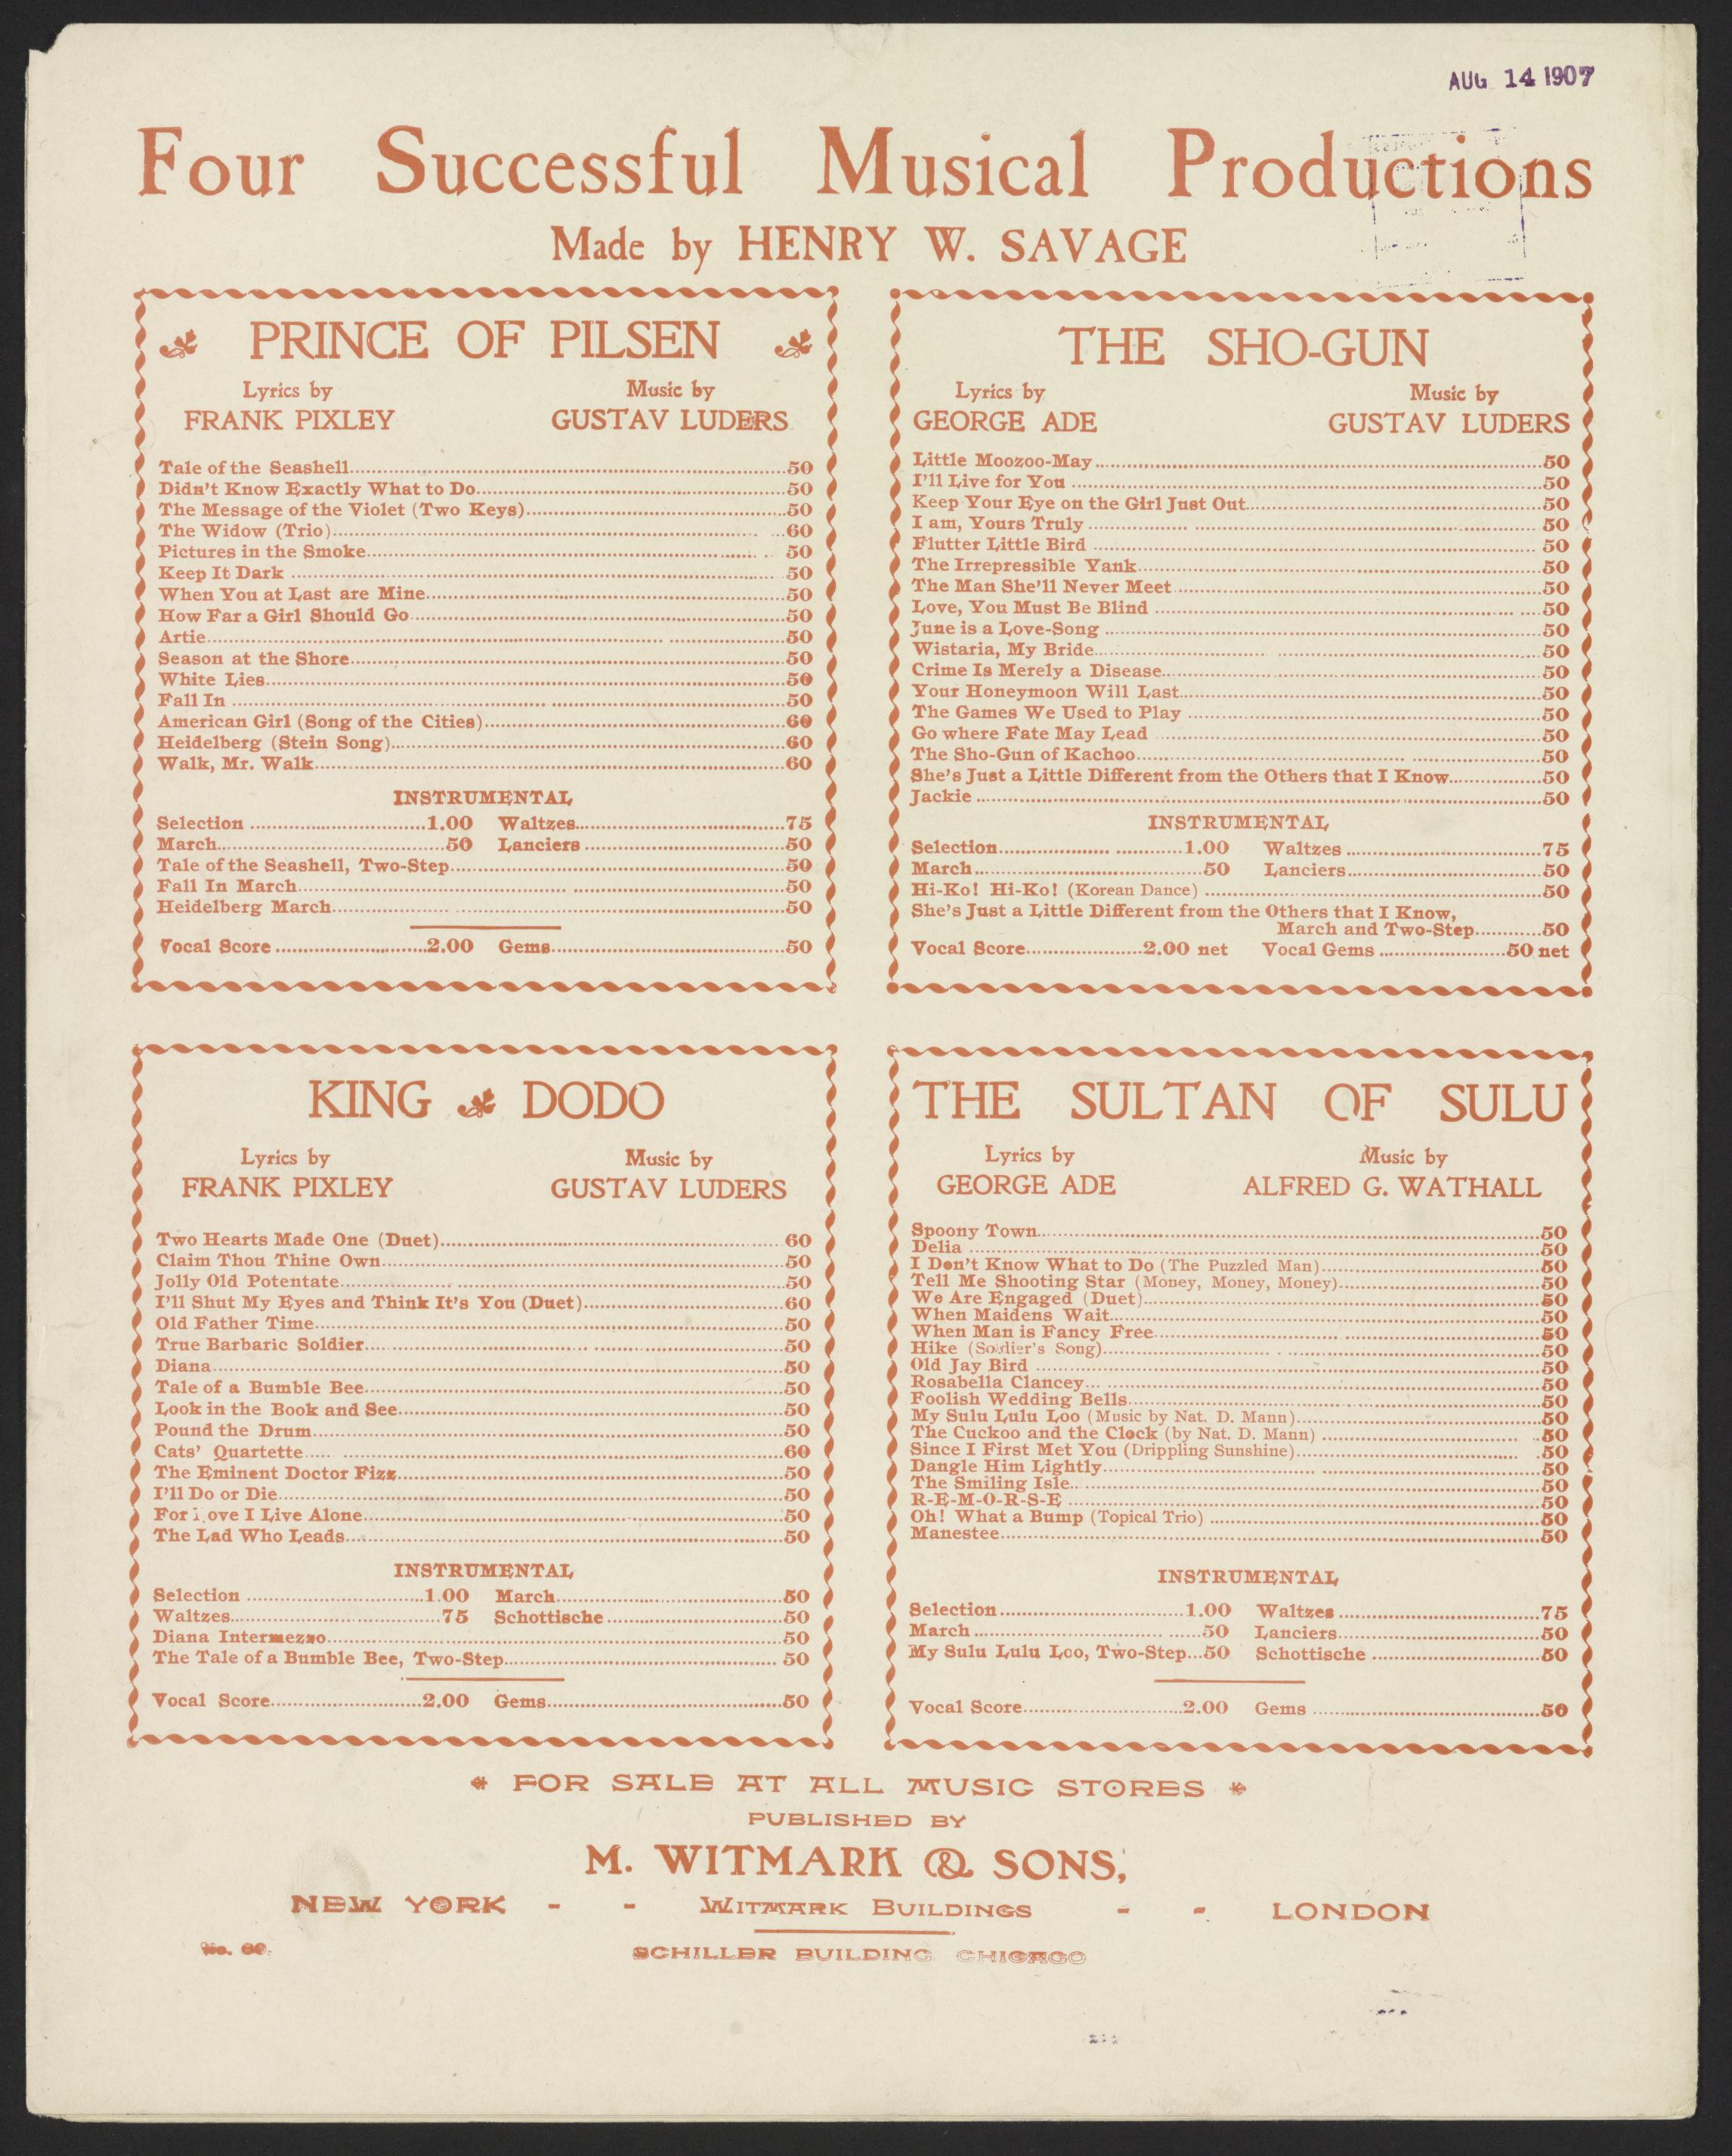 AUG 14 1907
Four Successful Musical Productions
Made by HENRY W. SAVAGE
PRINCE OF PILSEN
Lyrics by Music by
FRANK PIXLEY GUSTAV LUDERS
Tale of the Seashell 50
Didn't Know Exactly What to Do 50
The Message of the Violet (Two Keys) 50
The Widow (Trio) 60
Pictures in the Smoke 50
Keep It Dark 50
When You at Last are Mine 50
How Far a Girl Should Go 50
Artie 50
Season at the Shore 50
White Lies 50
Fall In 50
American Girl (Song of the Cities) 60
Heidelberg (Stein Song) 60
Walk, Mr. Walk 60
INSTRUMENTAL
Selection 1.00 Waltzes 75
March 50 Lanciers 50
Tale of the Seashell, Two-Step 50
Fall In March 50
Heidelberg March 50
Vocal Score 2.00 Gems 50
THE SHO-GUN
Lyrics by Music by
GEORGE ADE GUSTAV LUDERS
Little Moozoo-May 50
I'll Live for You 50
Keep Your Eye on the Girl Just Out 50
I am, Yours Truly 50
Flutter Little Bird 50
The Irrepressible Yank 50
The Man She'll Never Meet 50
Love, You Must Be Blind 50
June is a Love-Song 50
Wistaria, My Bride 50
Crime Is Merely a Disease 50
Your Honeymoon Will Last 50
The Games We Used to Play 50
Go where Fate May Lead 50
The Sho-Gun of Kachoo 50
She's Just a Little Different from the Others that I Know 50
Jackie 50
INSTRUMENTAL
Selection 1.00 Waltzes 75
March 50 Lanciers 50
Hi-Ko! Hi-Ko! (Korean Dance) 50
She's Just a Little Different from the Others that I Know,
March and Two-Step 50
Vocal Score 2.00 net Vocal Gems 50 net
KING DODO
Lyrics by Music by
FRANK PIXLEY GUSTAV LUDERS
Two Hearts Made One (Duet) 60
Claim Thou Thine Own 50
Jolly Old Potentate 50
I'll Shut My Eyes and Think It's You (Duet) 60
Old Father Time 50
True Barbaric Soldier 50
Diana 50
Tale of a Bumble Bee 50
Look in the Book and See 50
Pound the Drum 50
Cats' Quartette 60
The Eminent Doctor Fizz 50
I'll Do or Die 50
For Love I Live Alone 50
The Lad Who Leads 50
INSTRUMENTAL
Selection 1.00 March 50
Waltzes 75 Schottische 50
Diana Intermezzo 50
The Tale of a Bumble Bee, Two-Step 50
Vocal Score 2.00 Gems 50
THE SULTAN OF SULU
Lyrics by Music by
GEORGE ADE ALFRED G. WATHALL
Spoony Town 50
Delia 50
I Don't Know What to Do (The Puzzled Man) 50
Tell Me Shooting Star (Money, Money, Money) 50
We Are Engaged (Duet) 50
When Maidens Wait 50
When Man is Fancy Free 50
Hike (Soldier's Song) 50
Old Jay Bird 50
Rosabella Clancey 50
Foolish Wedding Bells 50
My Sulu Lulu Loo (Music by Nat. D. Mann) 50
The Cuckoo and the Clock (by Nat. D. Mann) 50
Since I First Met You (Drippling Sunshine) 50
Dangle Him Lightly 50
The Smiling Isle 50
R-E-M-O-R-S-E 50
Oh! What a Bump (Topical Trio) 50
Manestee 50
INSTRUMENTAL
Selection 1.00 Waltzes 75
March 50 Lanciers 50
My Sulu Lulu Loo, Two-Step 50 Schottische 50
Vocal Score 2.00 Gems 50
FOR SALE AT ALL MUSIC STORES
PUBLISHED BY
M. WITMARK & SONS,
NEW YORK - - WITMARK BUILDINGS - - LONDON
No. SCHILLER BUILDING CHICAGO